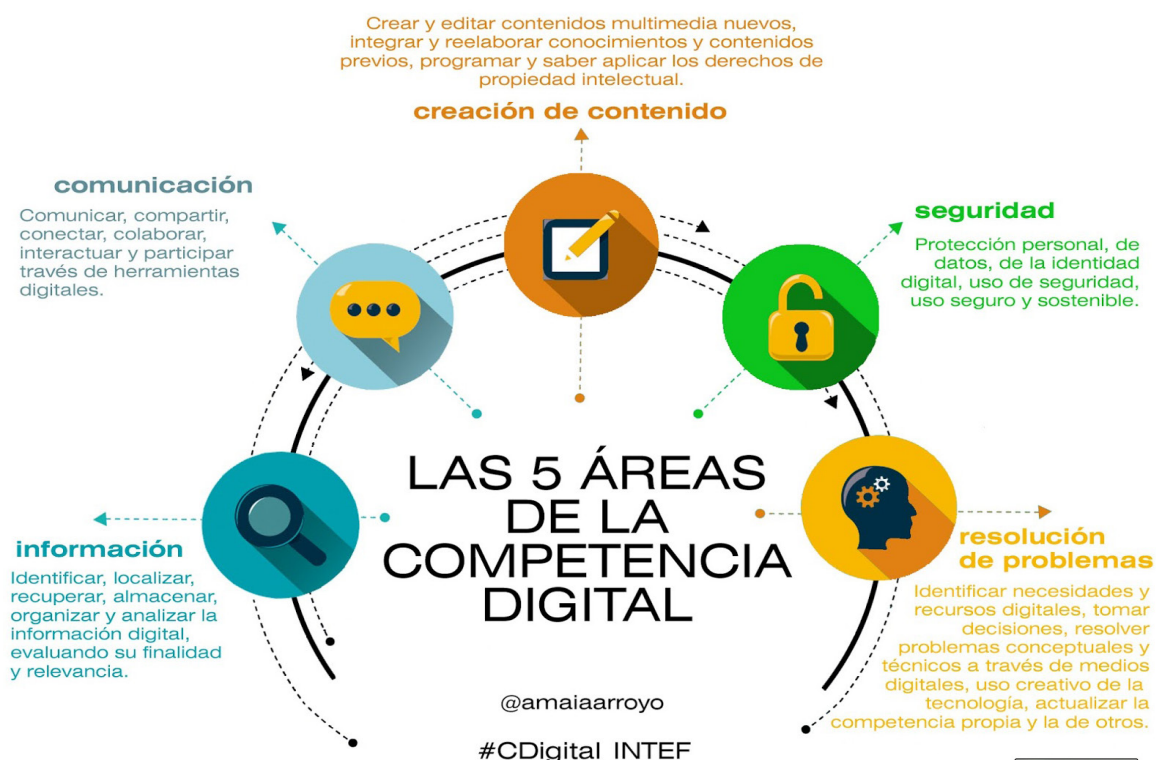 Crear y editar contenidos multimedia nuevos,
integrar y reelaborar conocimientos y contenidos
previos, programar y saber aplicar los derechos de
propiedad intelectual.
creación de contenido
comunicación
Comunicar, compartir,
conectar, colaborar,
interactuar y participar
través de herramientas
digitales.
seguridad
Protección personal, de
datos, de la identidad
digital, uso de seguridad,
uso seguro y sostenible.
información
Identificar, localizar,
recuperar, almacenar,
organizar y analizar la
información digital,
evaluando su finalidad
y relevancia.
LAS 5 ÁREAS
DE LA
COMPETENCIA
DIGITAL
resolución
de problemas
Identificar necesidades y
recursos digitales, tomar
decisiones, resolver
problemas conceptuales y
técnicos a través de medios
digitales, uso creativo de la
tecnología, actualizar la
competencia propia y la de otros.
@amaiaarroyo
#CDigital_INTEF